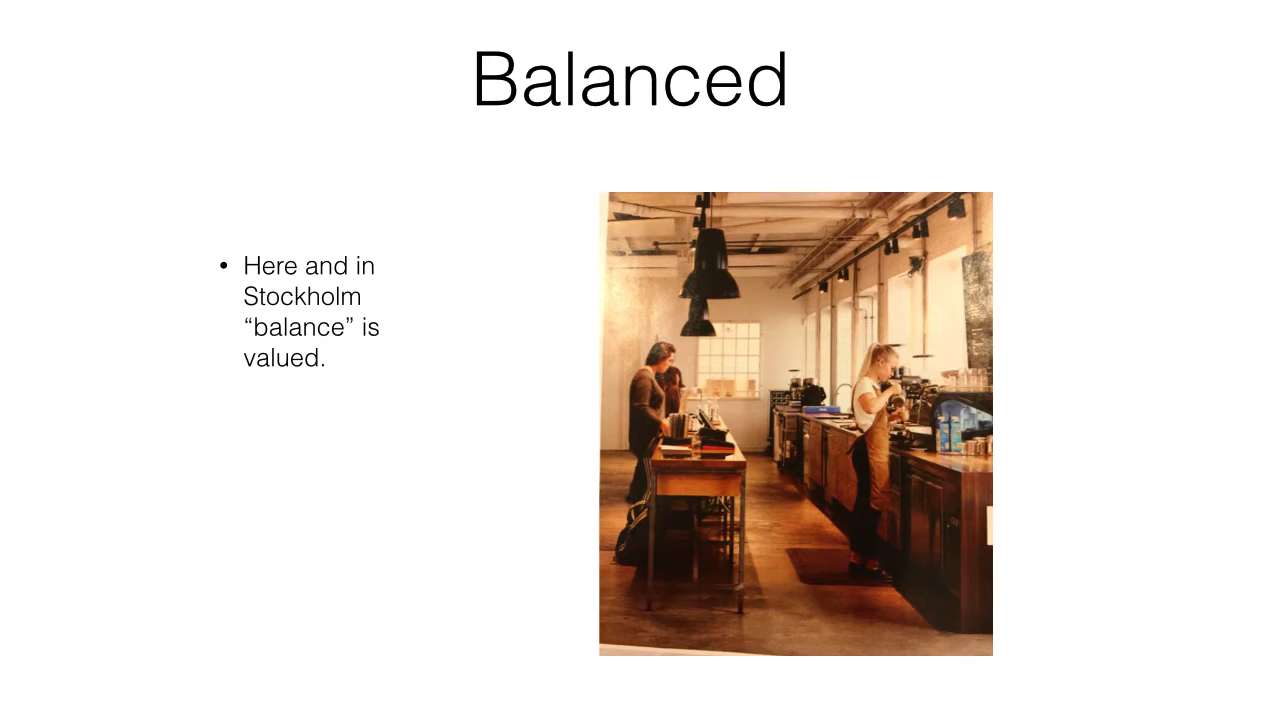 Balanced
• Here and in
Stockholm
“balance” is
valued.